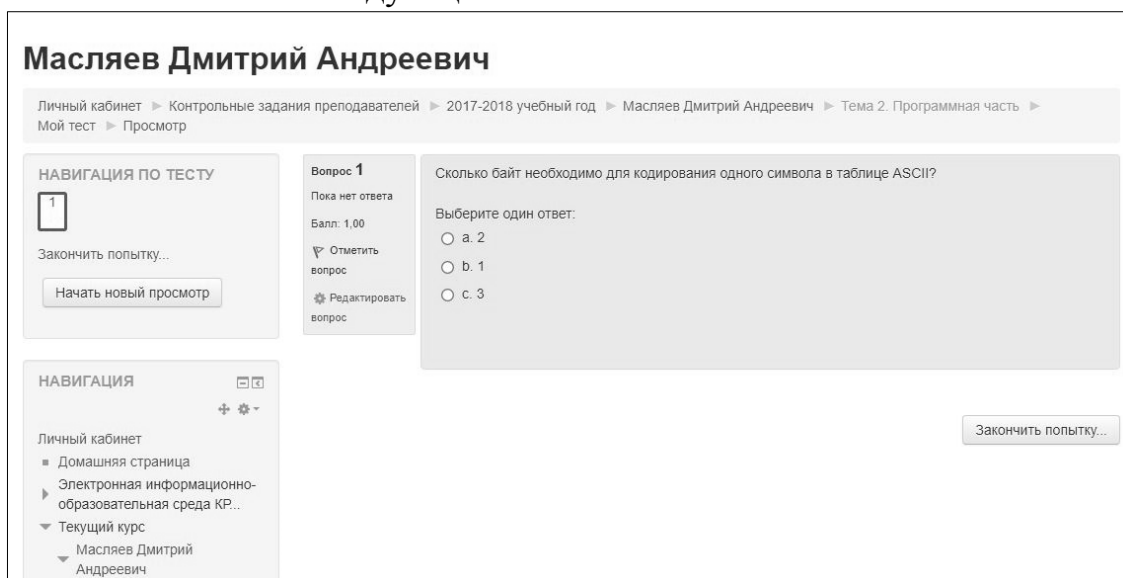 Масляев Дмитрий Андреевич
Личный кабинет ▶ Контрольные задания преподавателей ▶ 2017-2018 учебный год ▶ Масляев Дмитрий Андреевич ▶ Тема 2. Программная часть ▶
Мой тест ▶ Просмотр
НАВИГАЦИЯ ПО ТЕСТУ
1
Закончить попытку...
Начать новый просмотр
Вопрос 1
Пока нет ответа
Балл: 1,00
Отметить
вопрос
Редактировать
вопрос
Сколько байт необходимо для кодирования одного символа в таблице ASCII?
Выберите один ответ:
a. 2
b. 1
c. 3
Закончить попытку...
НАВИГАЦИЯ
Личный кабинет
Домашняя страница
Электронная информационно-
образовательная среда КР...
Текущий курс
Масляев Дмитрий
Андреевич